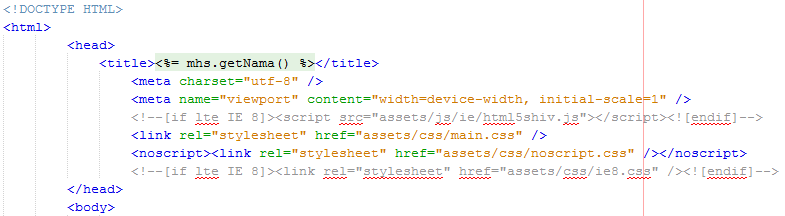 <!DOCTYPE HTML>
<html>
<head>
<title><%= mhs.getNama() %></title>
<meta charset="utf-8" />
<meta name="viewport" content="width=device-width, initial-scale=1" />
<!--[if lte IE 8]><script src="assets/js/ie/html5shiv.js"></script><![endif]-->
<link rel="stylesheet" href="assets/css/main.css" />
<noscript><link rel="stylesheet" href="assets/css/noscript.css" /></noscript>
<!--[if lte IE 8]><link rel="stylesheet" href="assets/css/ie8.css" /><![endif]-->
</head>
<body>